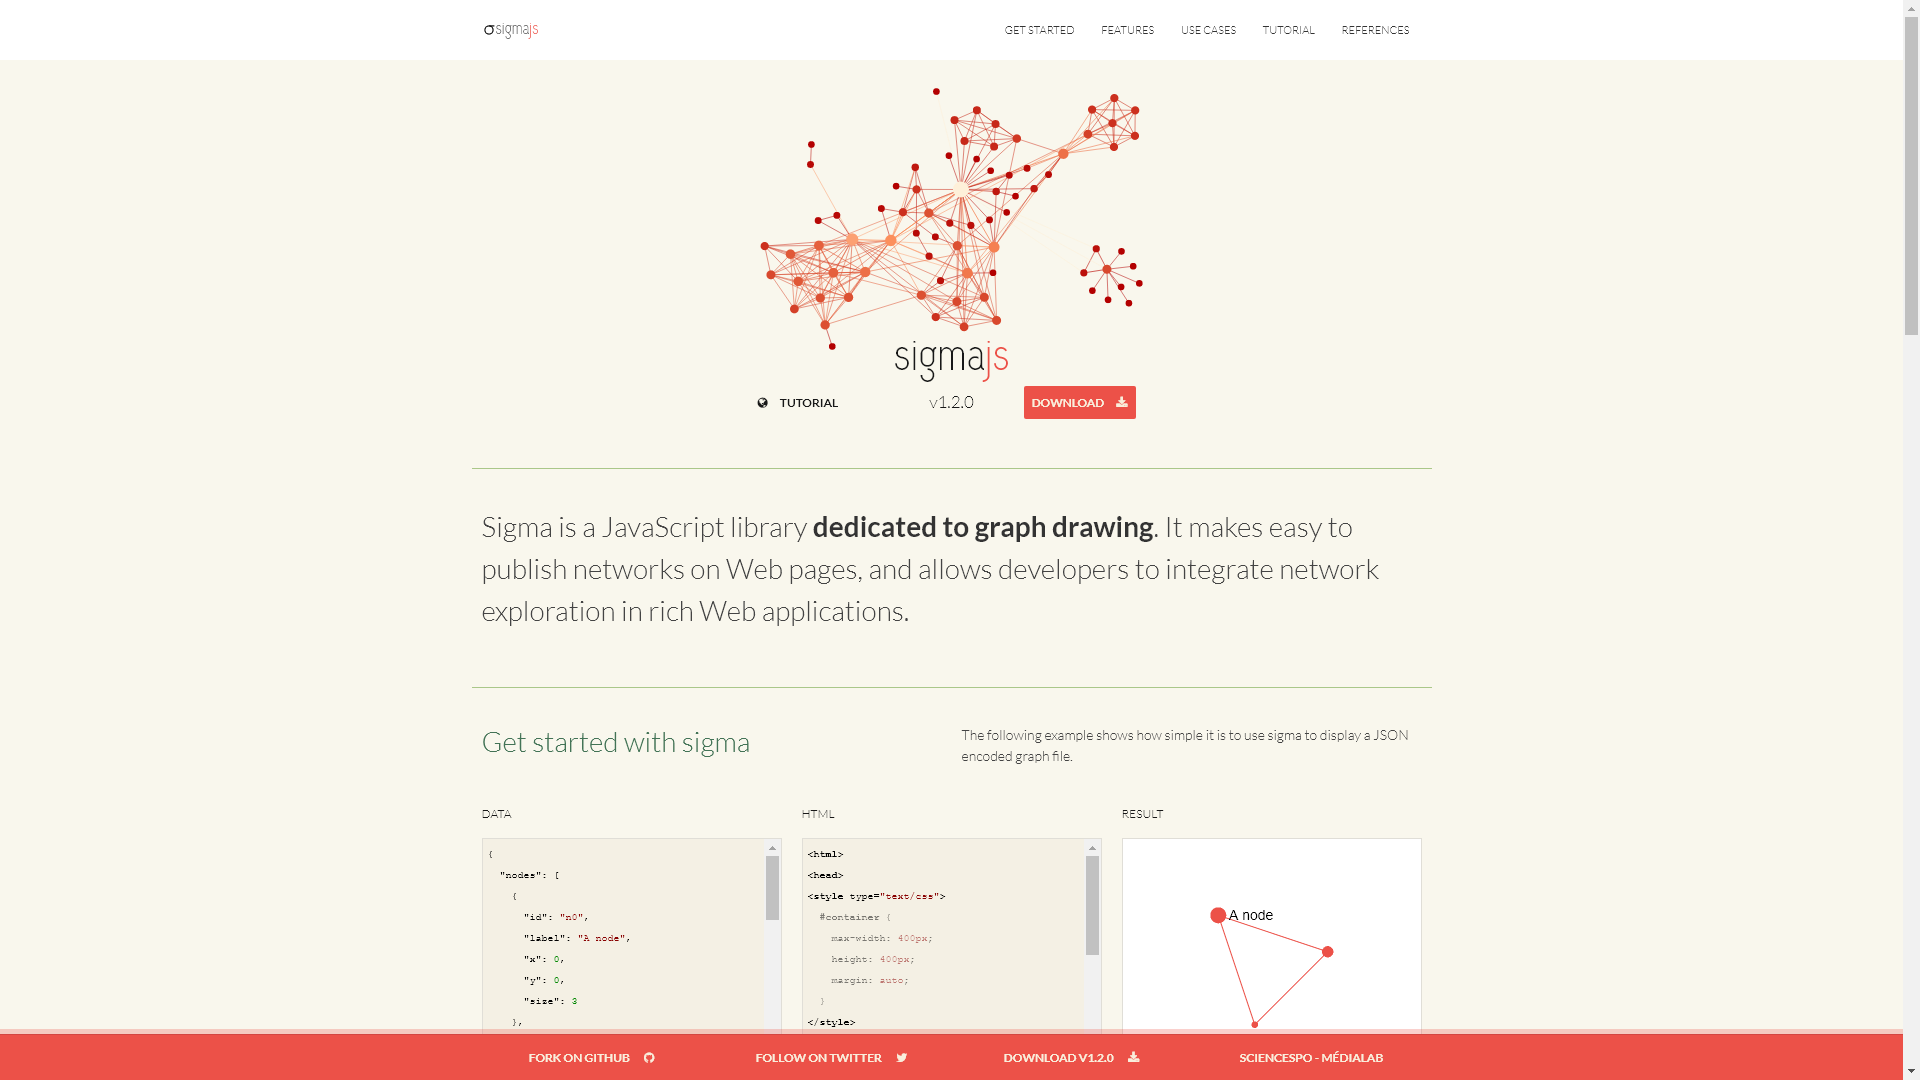 σsigmajs
GET STARTED
FEATURES
USE CASES
TUTORIAL
REFERENCES
sigmajs
TUTORIAL
v1.2.0
DOWNLOAD
Sigma is a JavaScript library dedicated to graph drawing. It makes easy to
publish networks on Web pages, and allows developers to integrate network
exploration in rich Web applications.
Get started with sigma
The following example shows how simple it is to use sigma to display a JSON
encoded graph file.
DATA
{
"nodes": [
{
"id": "n0",
"label": "A node",
"x": 0,
"y": 0,
"size": 3
},
HTML
<html>
<head>
<style type="text/css">
#container {
max-width: 400px;
height: 400px;
margin: auto;
}
</style>
RESULT
A node
FORK ON GITHUB
FOLLOW ON TWITTER
DOWNLOAD V1.2.0
SCIENCESPO - MÉDIALAB